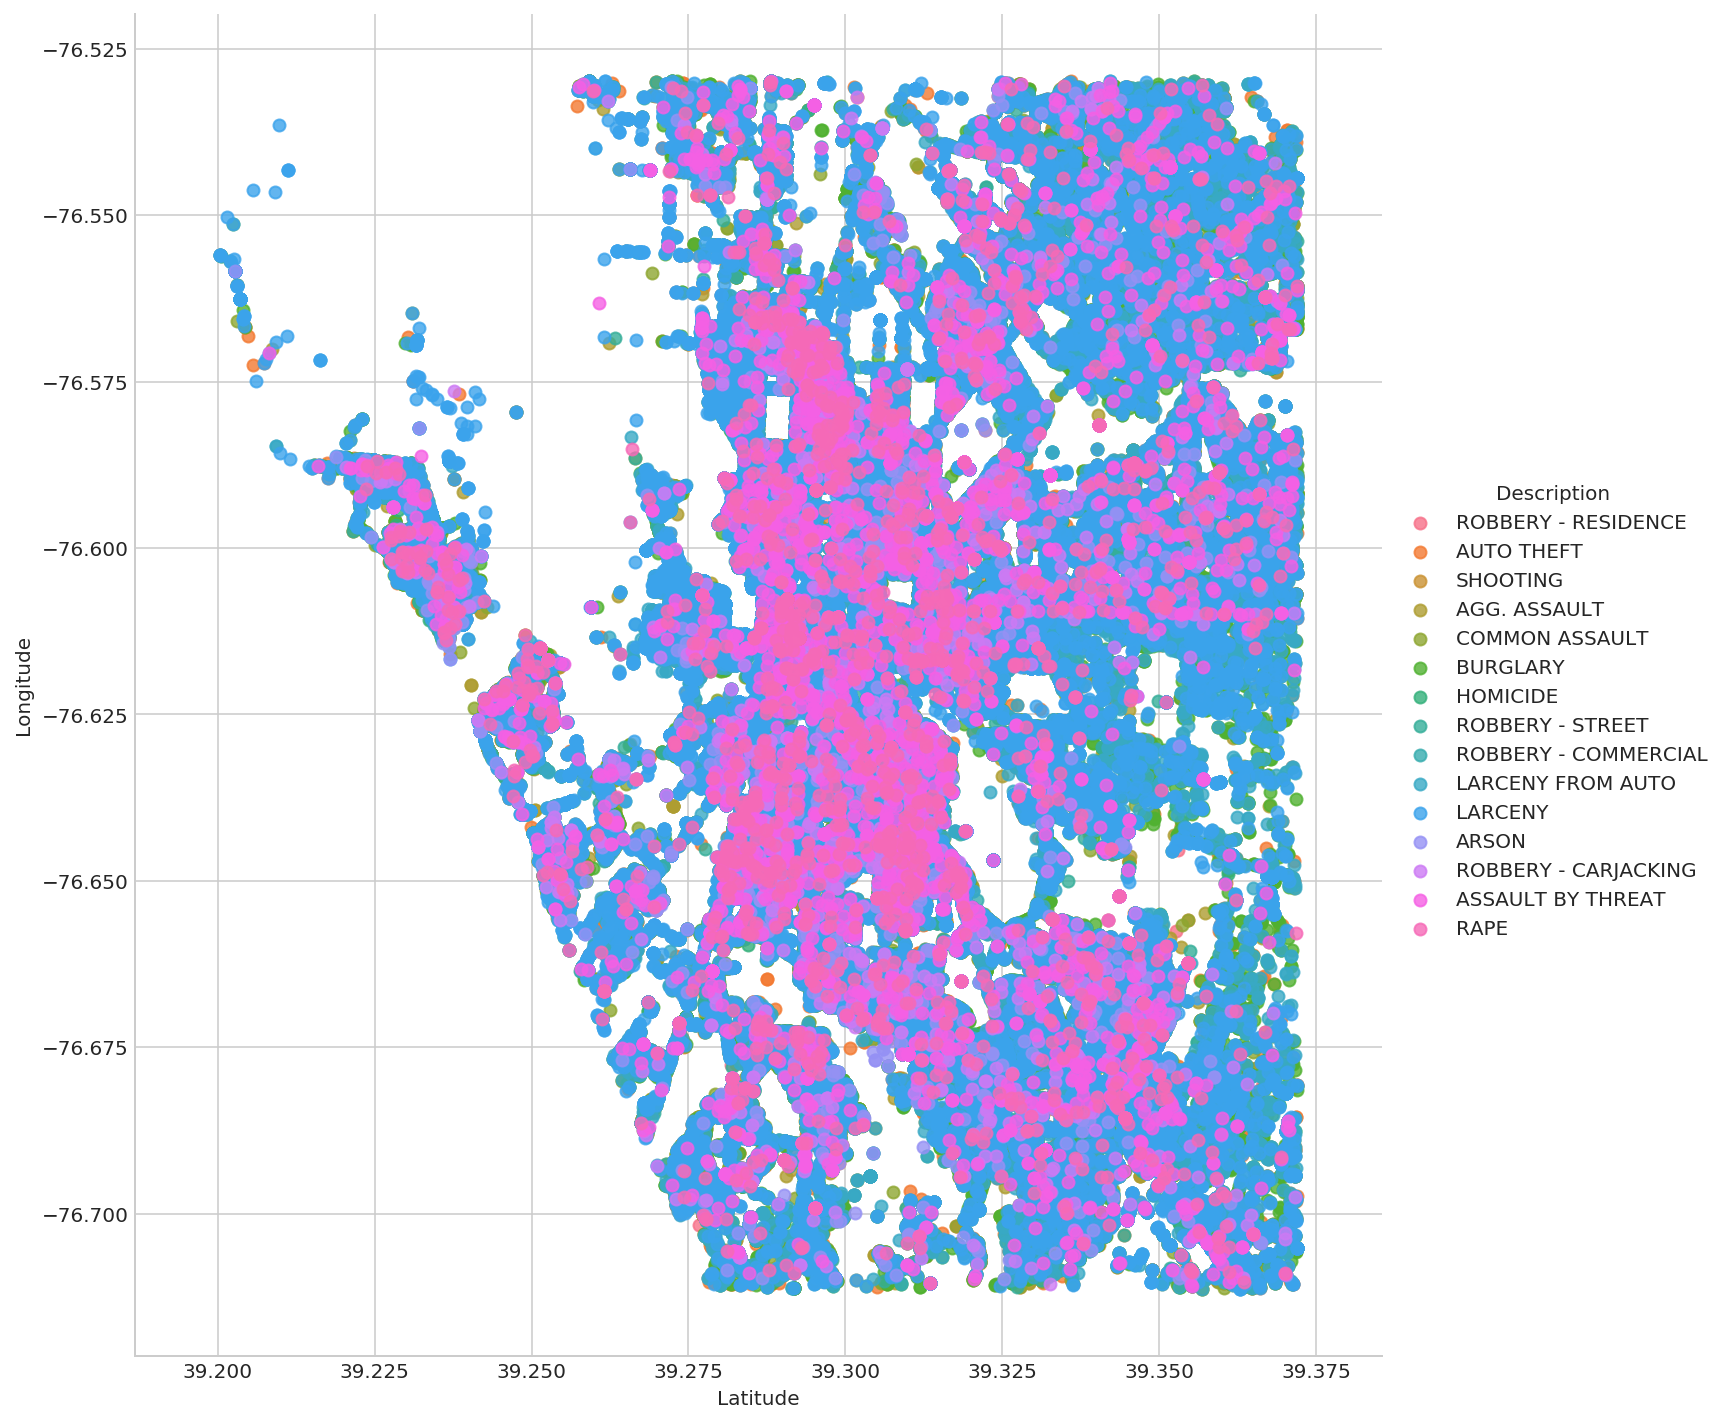 −76.525
−76.550
−76.575
−76.600
−76.625
−76.650
−76.675
−76.700
Longitude
39.200 39.225 39.250 39.275 39.300 39.325 39.350 39.375
Latitude
Description
ROBBERY - RESIDENCE
AUTO THEFT
SHOOTING
AGG. ASSAULT
COMMON ASSAULT
BURGLARY
HOMICIDE
ROBBERY - STREET
ROBBERY - COMMERCIAL
LARCENY FROM AUTO
LARCENY
ARSON
ROBBERY - CARJACKING
ASSAULT BY THREAT
RAPE